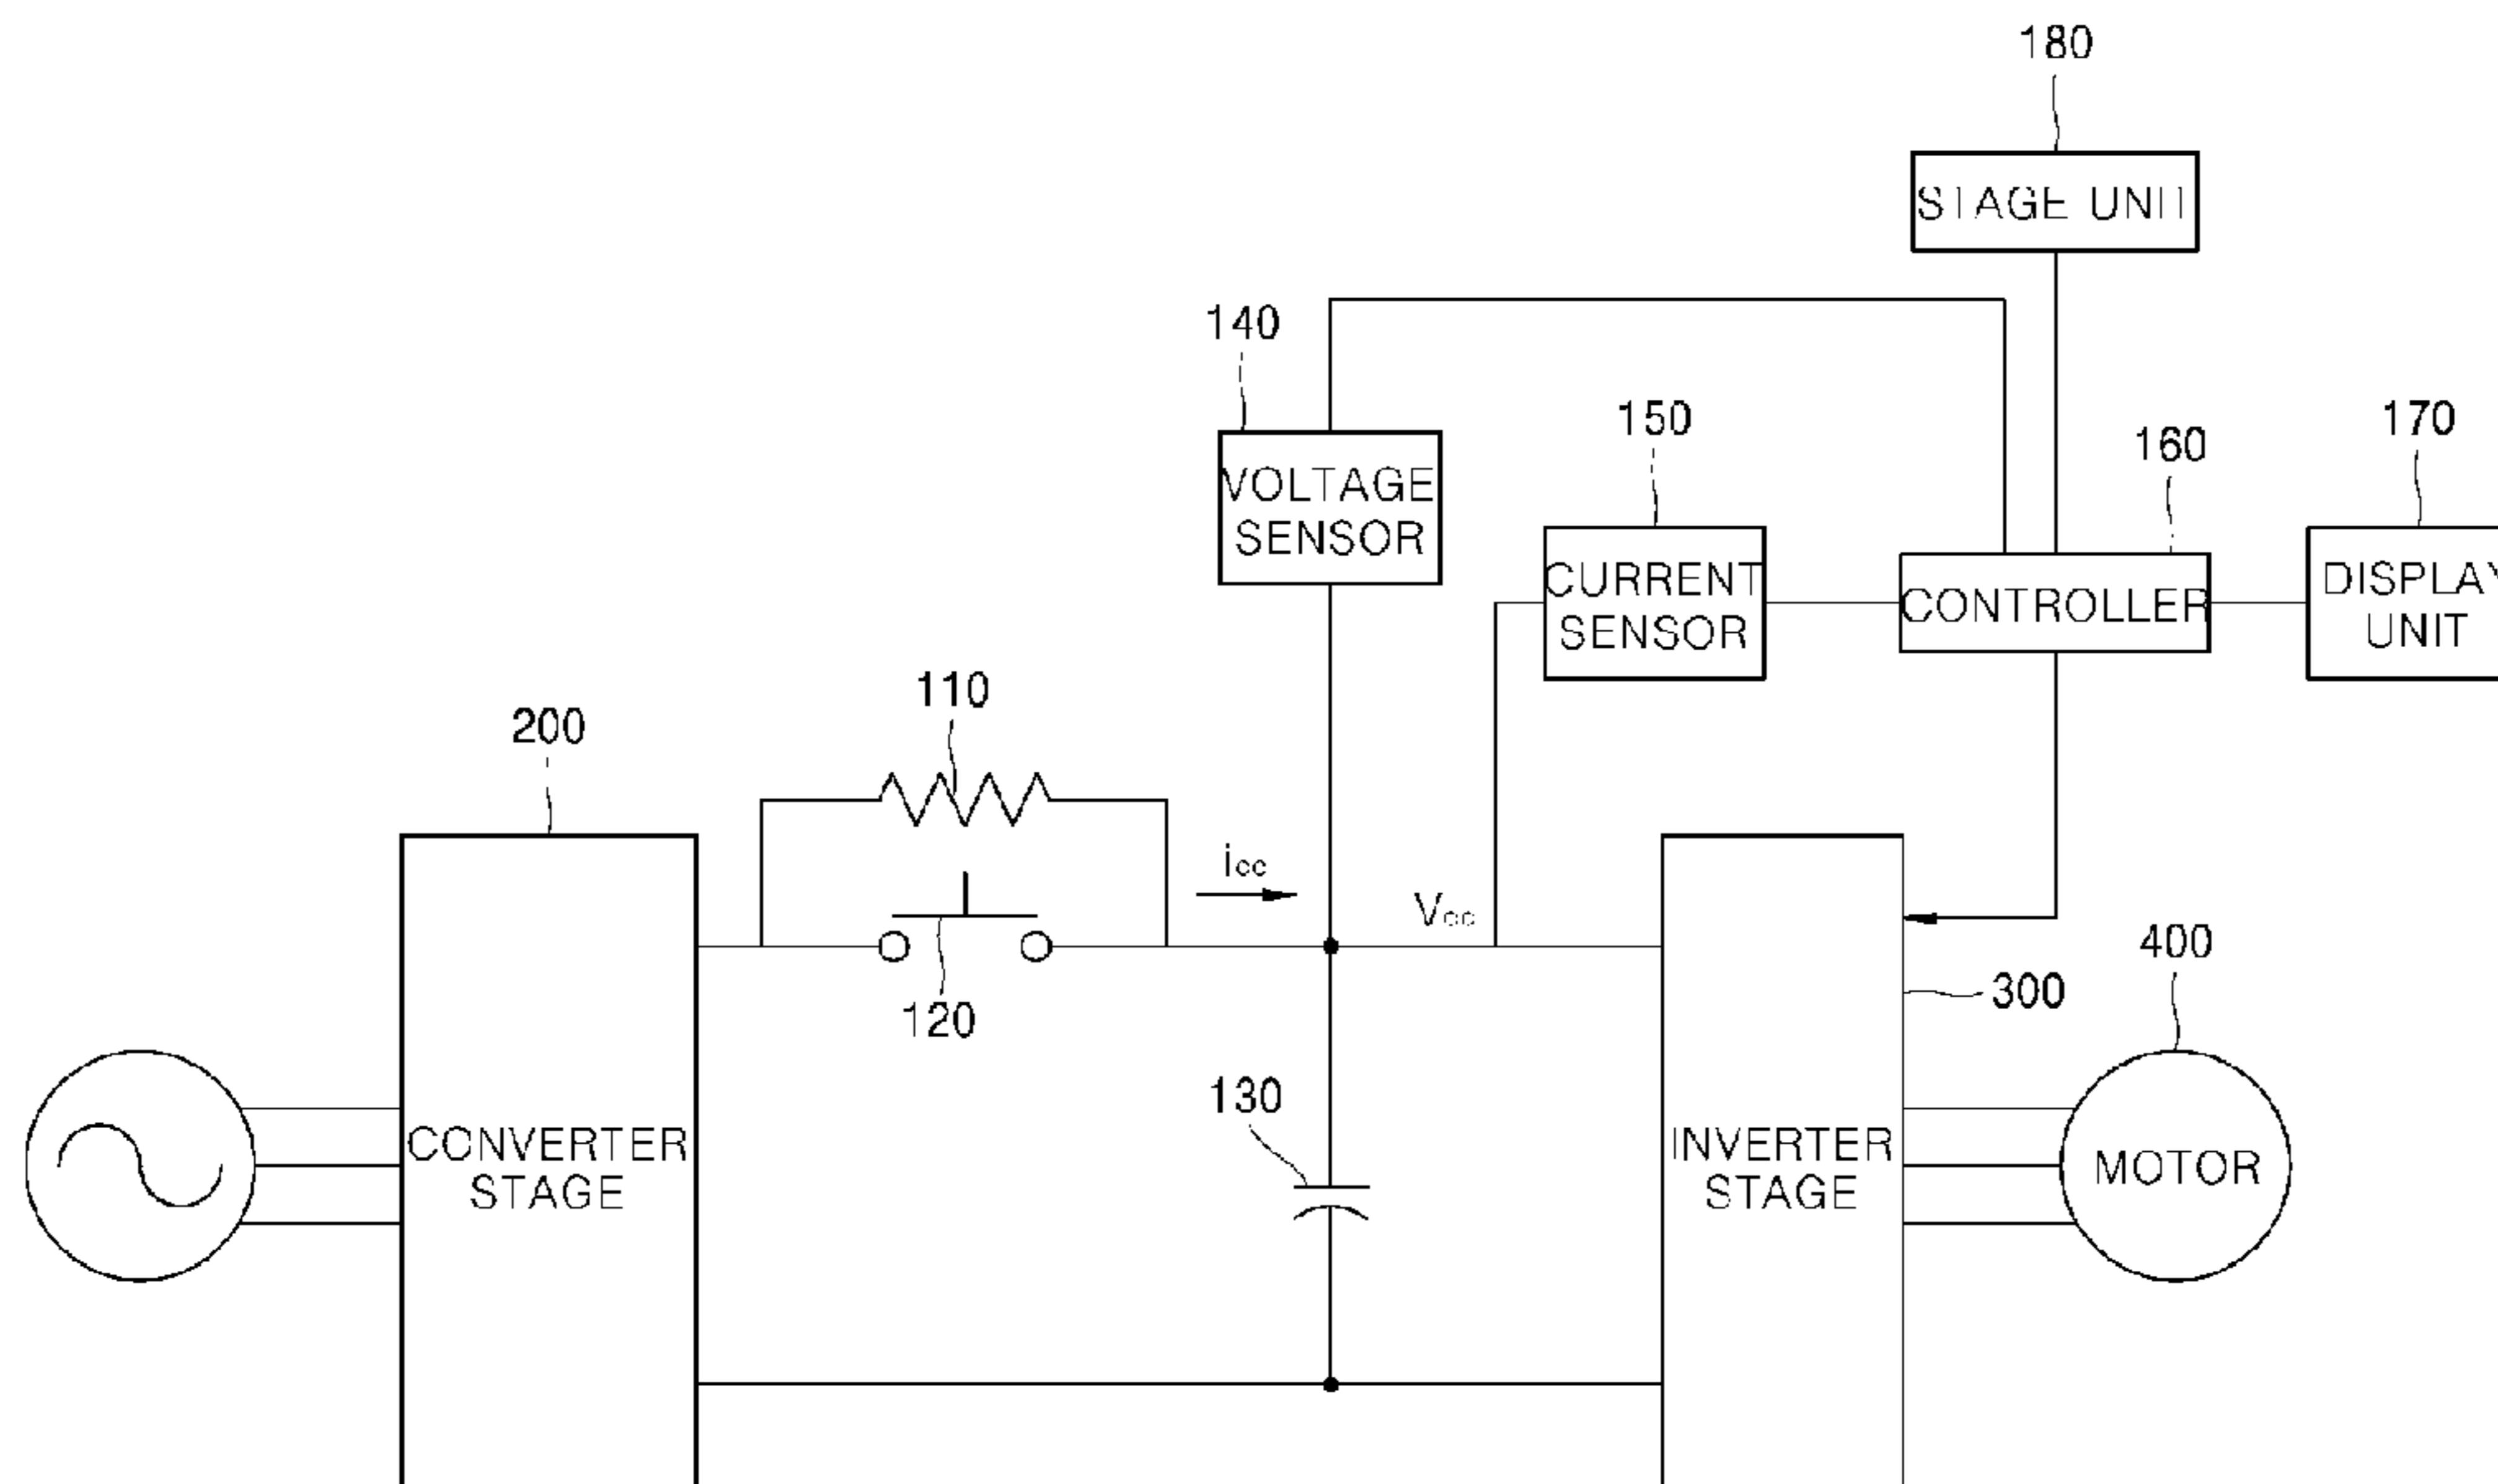 180
STAGE UNIT
140
VOLTAGE
SENSOR
150
CURRENT
SENSOR
160
CONTROLLER
170
DISPLAY
UNIT
110
200
icc
Vcc
120
400
300
130
CONVERTER
STAGE
INVERTER
STAGE
MOTOR